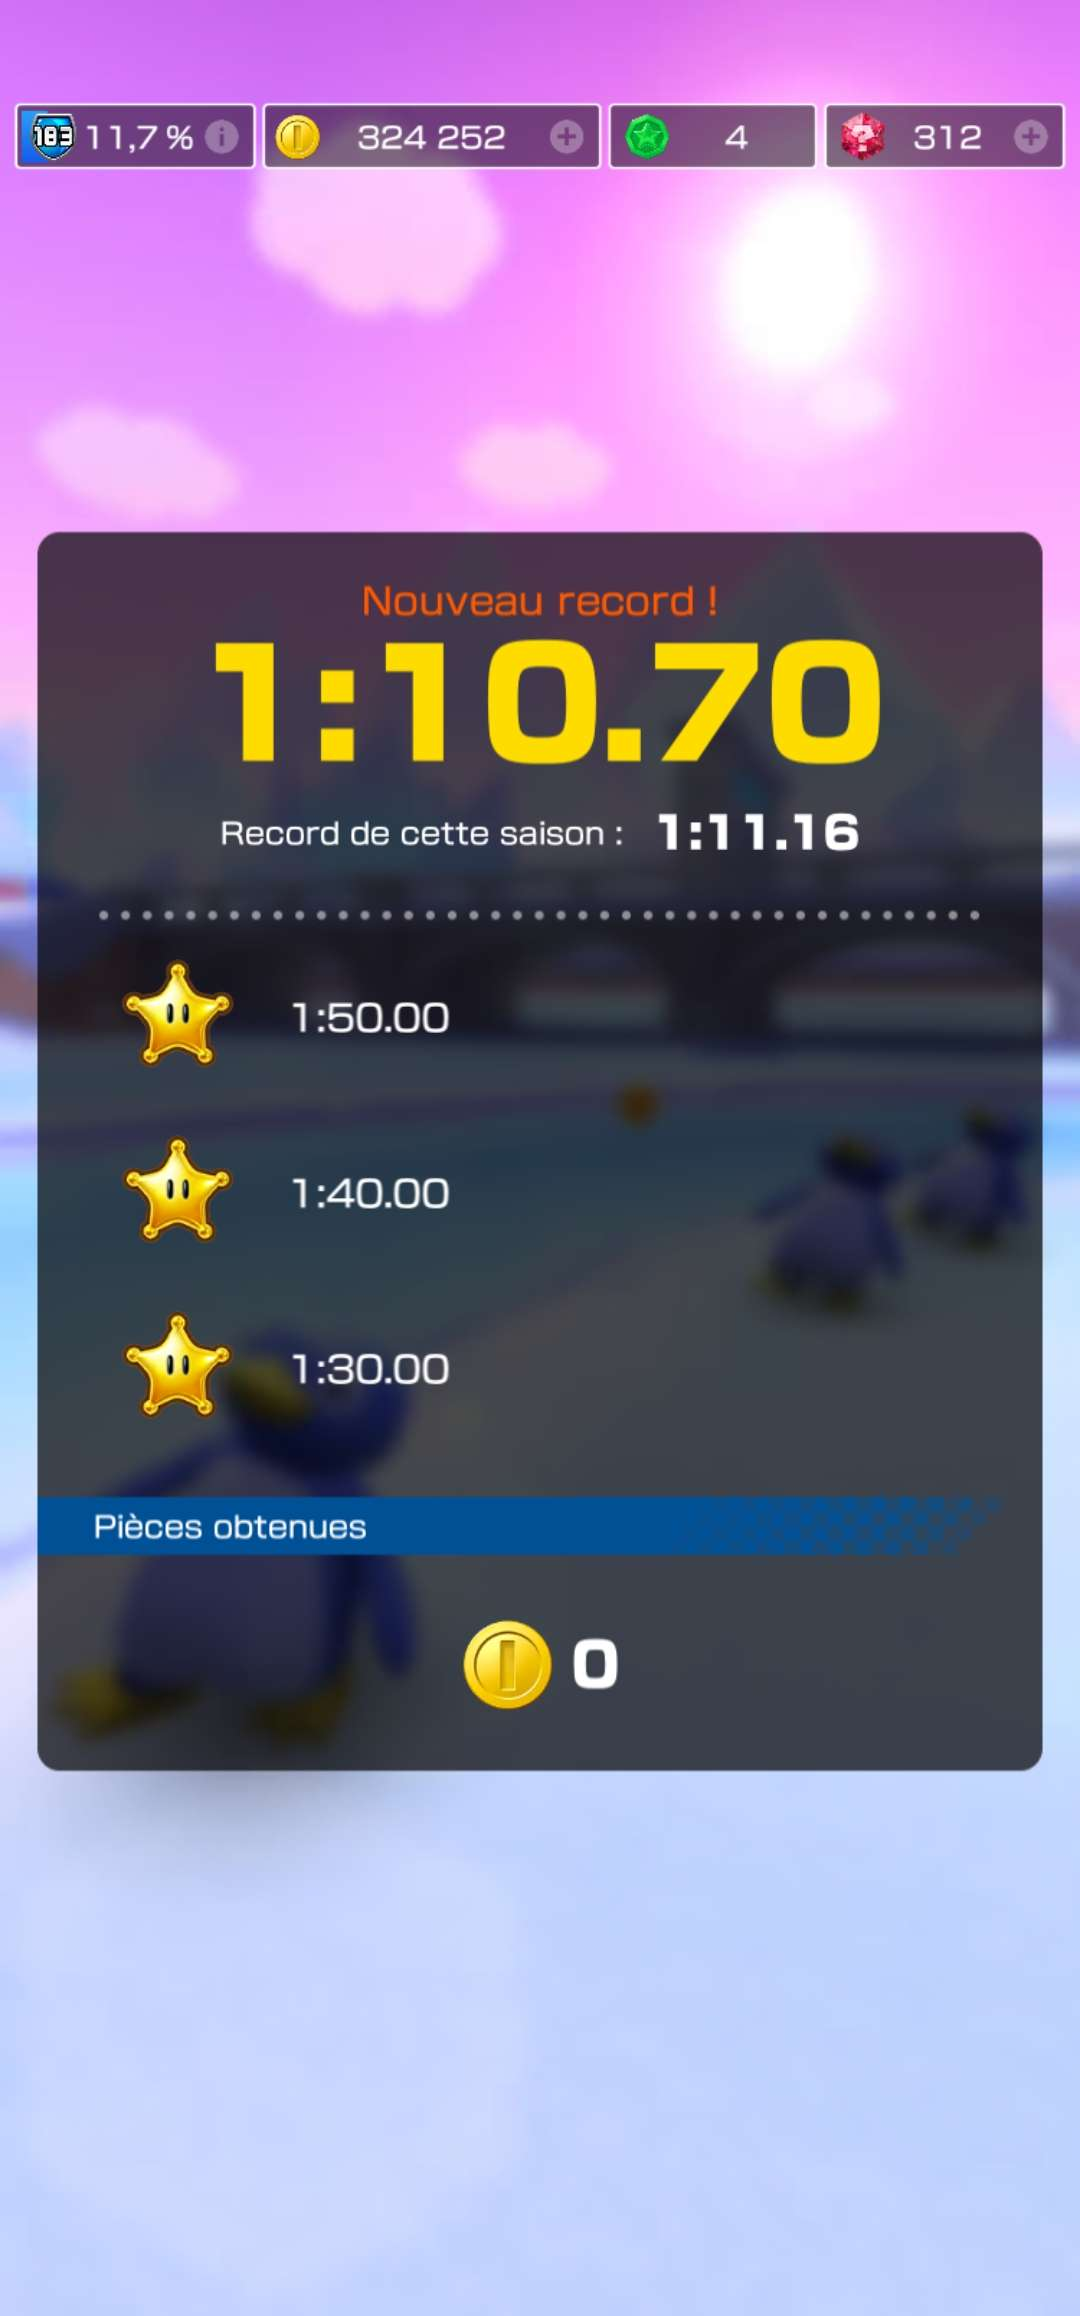 183 11,7 % i 324 252 + 4 312 +
Nouveau record !
1:10.70
Record de cette saison : 1:11.16
1:50.00
1:40.00
1:30.00
Pièces obtenues
0